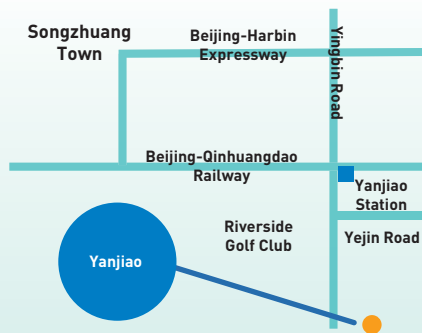 Songzhuang
Town
Beijing-Harbin
Expressway
Yingbin Road
Beijing-Qinhuangdao
Railway
Yanjiao
Station
Riverside
Golf Club
Yejin Road
Yanjiao